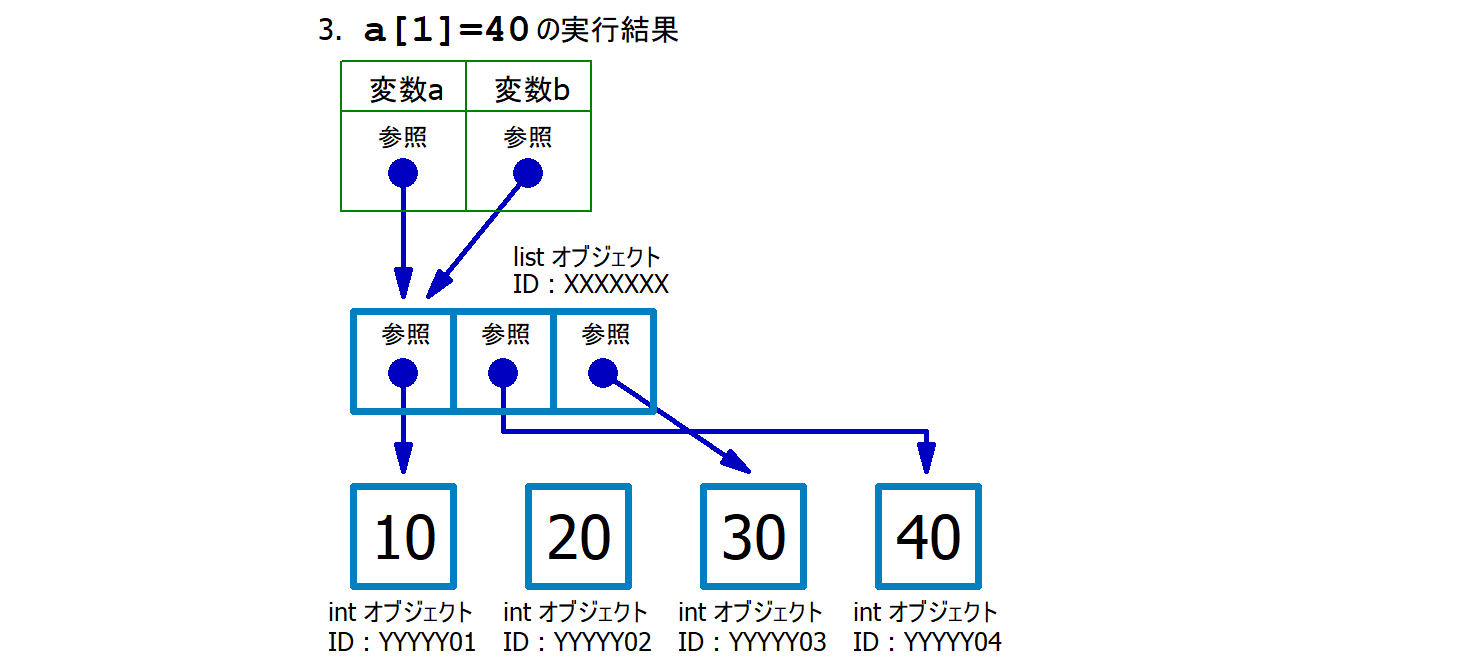 3. a[1]=40の実行結果
変数a 変数b
参照 参照
list オブジェクト
ID：XXXXXXX
参照 参照 参照
10 20 30 40
int オブジェクト int オブジェクト int オブジェクト int オブジェクト
ID：YYYYY01 ID：YYYYY02 ID：YYYYY03 ID：YYYYY04